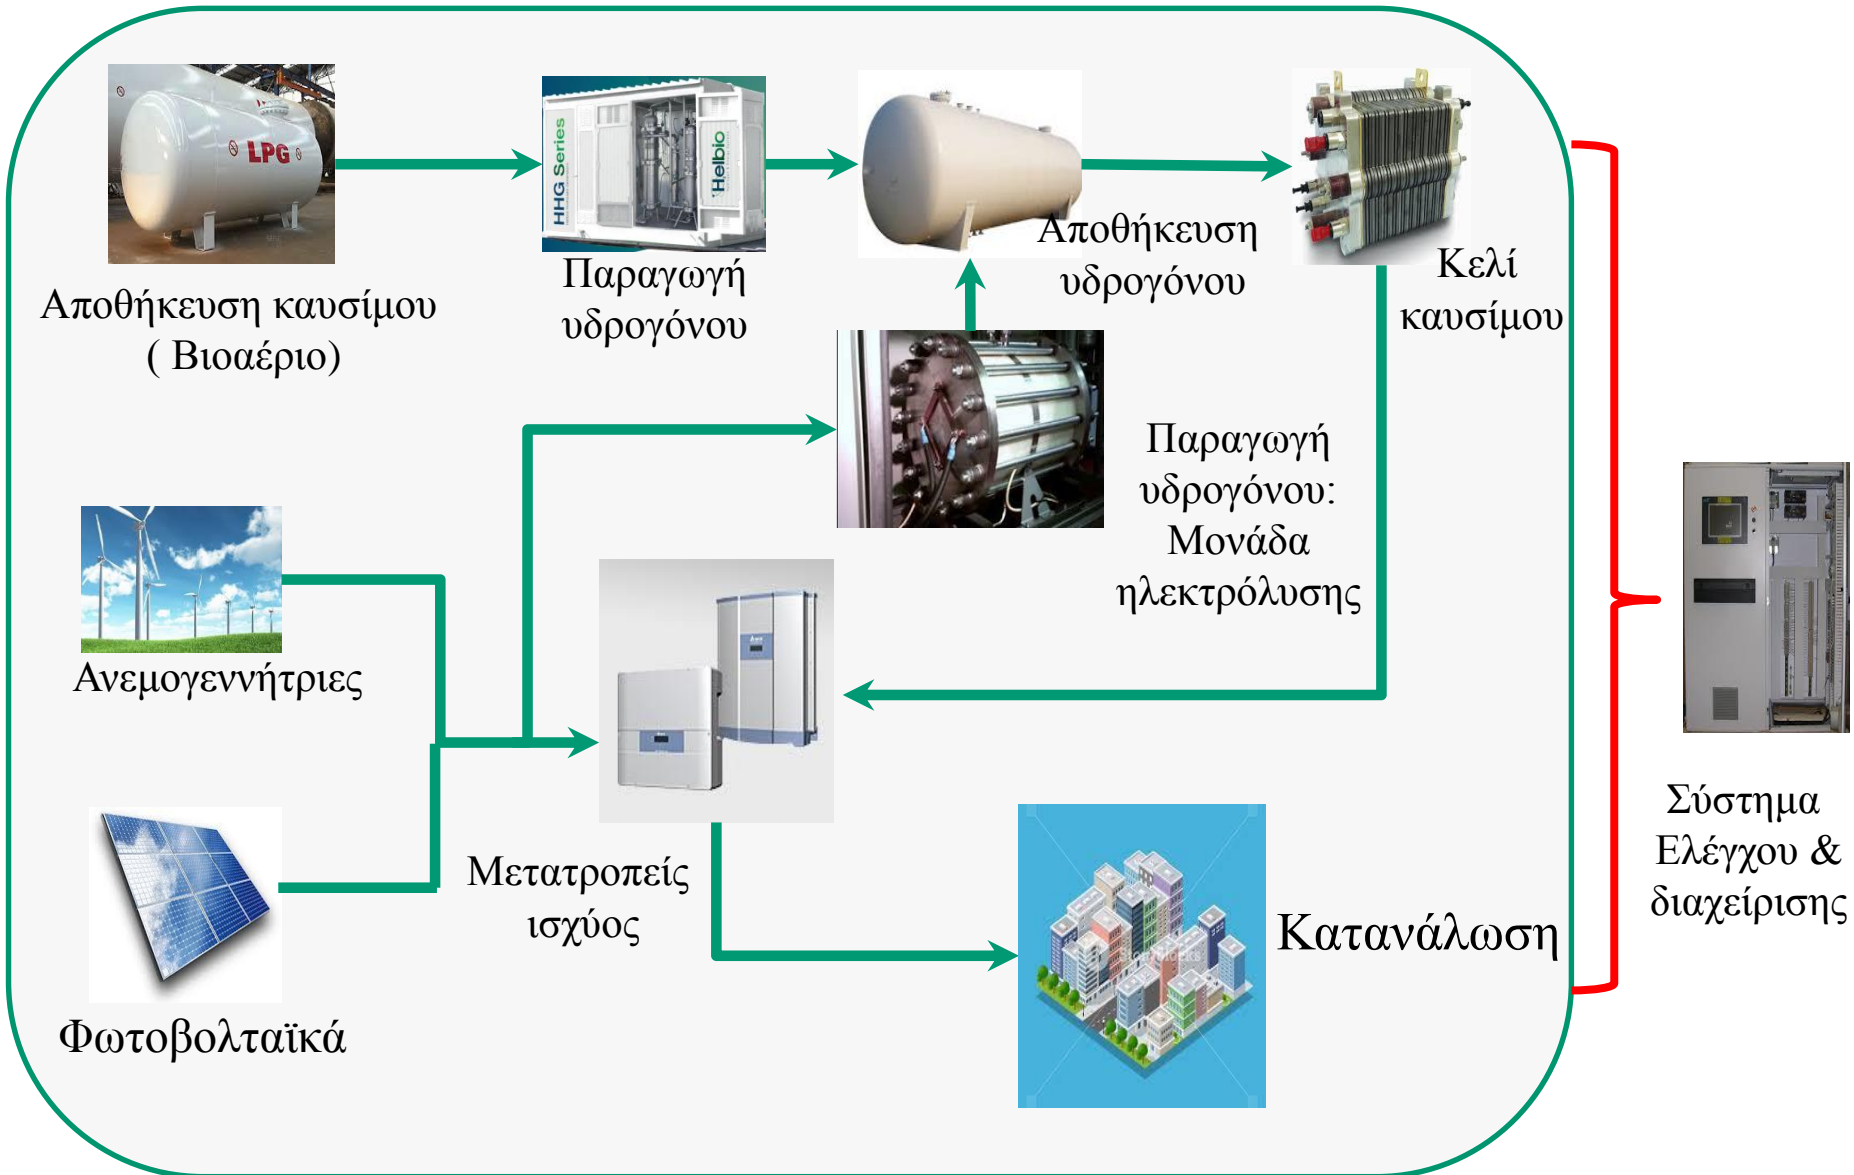 LPG
HHG Series
Helbio
Αποθήκευση καυσίμου
( Βιοαέριο)
Παραγωγή
υδρογόνου
Αποθήκευση
υδρογόνου
Κελί
καυσίμου
Παραγωγή
υδρογόνου:
Μονάδα
ηλεκτρόλυσης
Ανεμογεννήτριες
Φωτοβολταϊκά
Μετατροπείς
ισχύος
Κατανάλωση
Σύστημα
Ελέγχου &
διαχείρισης